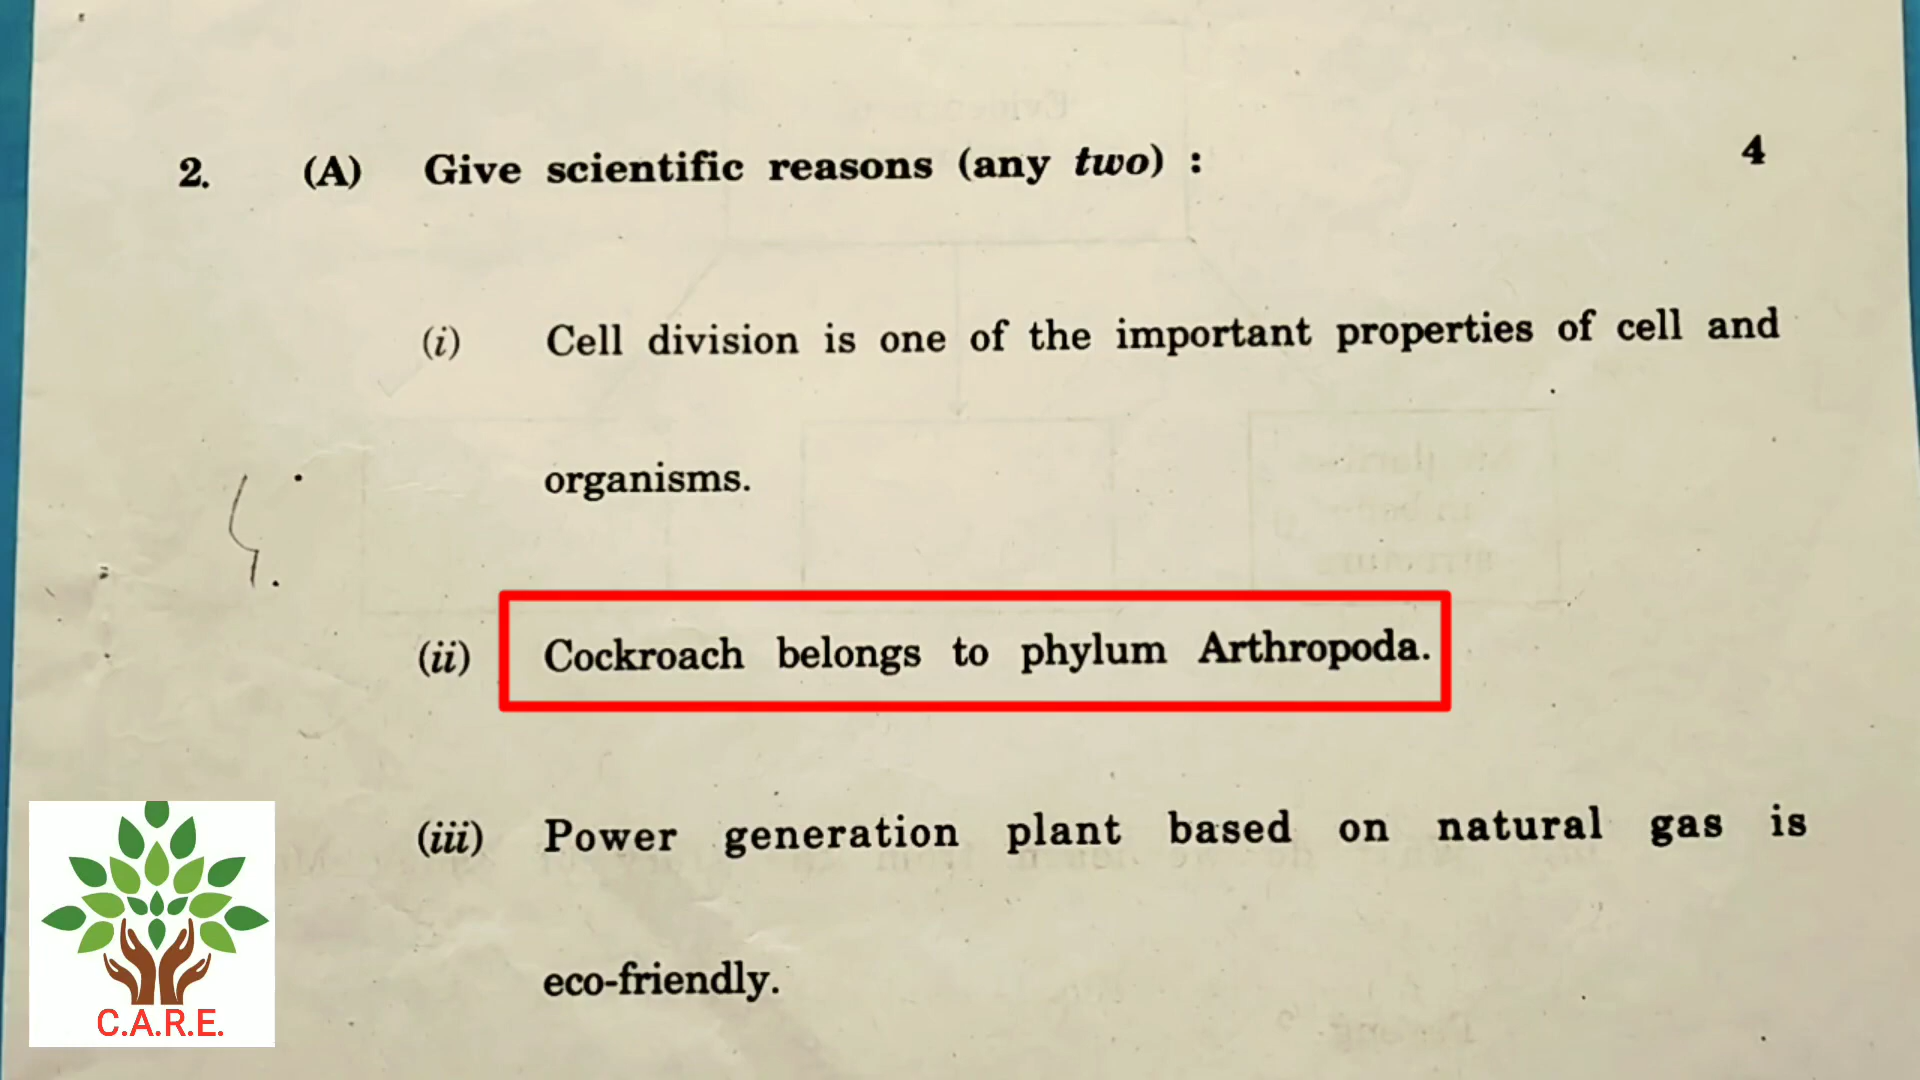 2. (A) Give scientific reasons (any two) : 4
(i) Cell division is one of the important properties of cell and
organisms.
(ii) Cockroach belongs to phylum Arthropoda.
(iii) Power generation plant based on natural gas is
eco-friendly.
C.A.R.E.